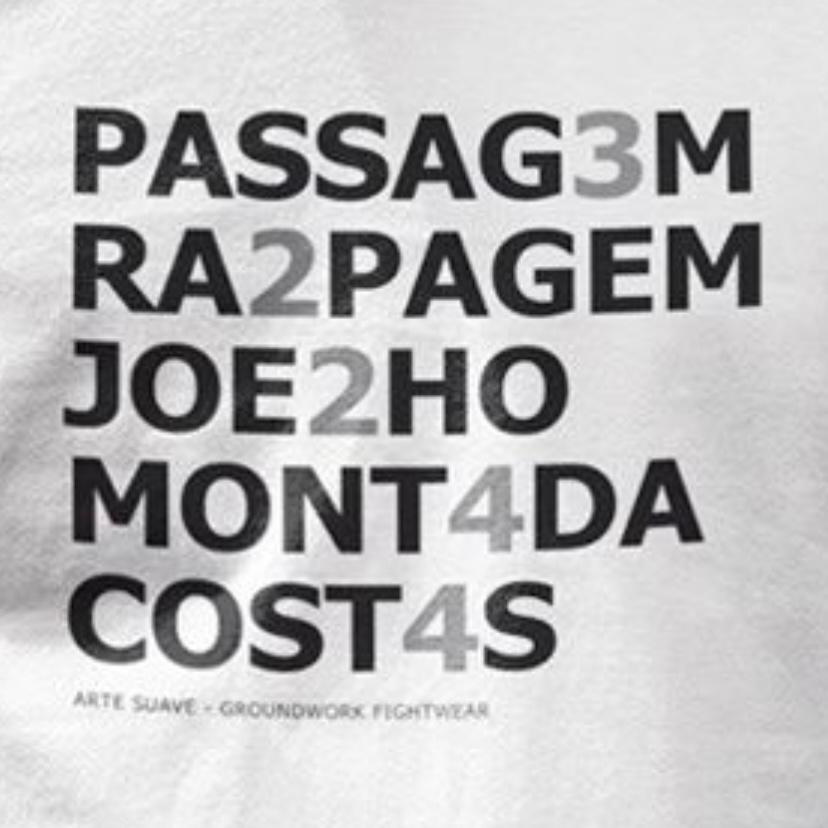 PASSAG3M
RA2PAGEM
JOE2HO
MONT4DA
COST4S
ARTE SUAVE - GROUNDWORK FIGHTWEAR